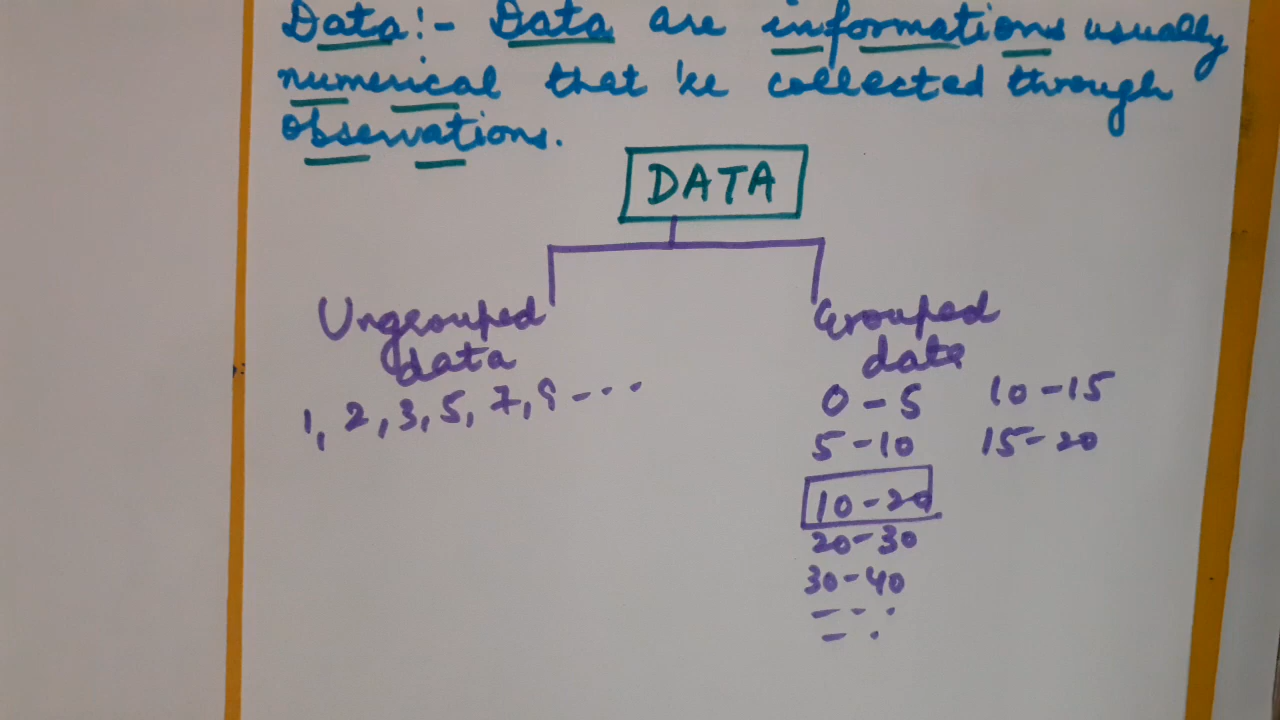 Data:- Data are informations usually
numerical that 're collected through
observations.
DATA
Ungrouped
data
1, 2, 3, 5, 7, 9 - - - -
Grouped
data
0 - 5
5 - 10
10 - 20
20 - 30
30 - 40
10 - 15
15 - 20